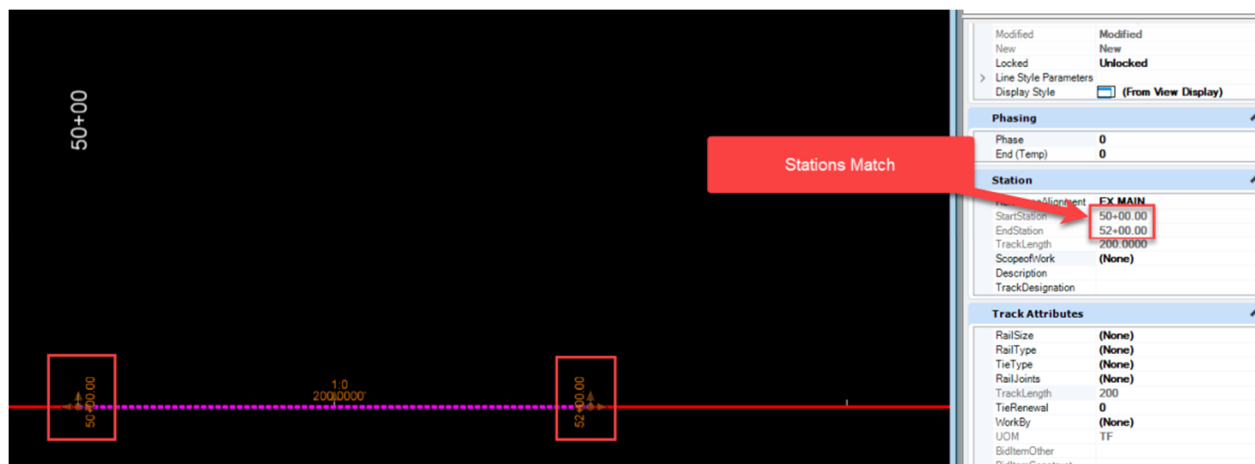 50+00
50+00.00
1:0
200.0000'
52+00.00
Stations Match
Modified Modified
New New
Locked Unlocked
> Line Style Parameters
Display Style (From View Display)
Phasing
Phase 0
End (Temp) 0
Station
EX MAIN
StartStation 50+00.00
EndStation 52+00.00
TrackLength 200.0000
ScopeofWork (None)
Description
TrackDesignation
Track Attributes
RailSize (None)
RailType (None)
TieType (None)
RailJoints (None)
TrackLength 200
TieRenewal 0
WorkBy (None)
UOM TF
BidItemOther